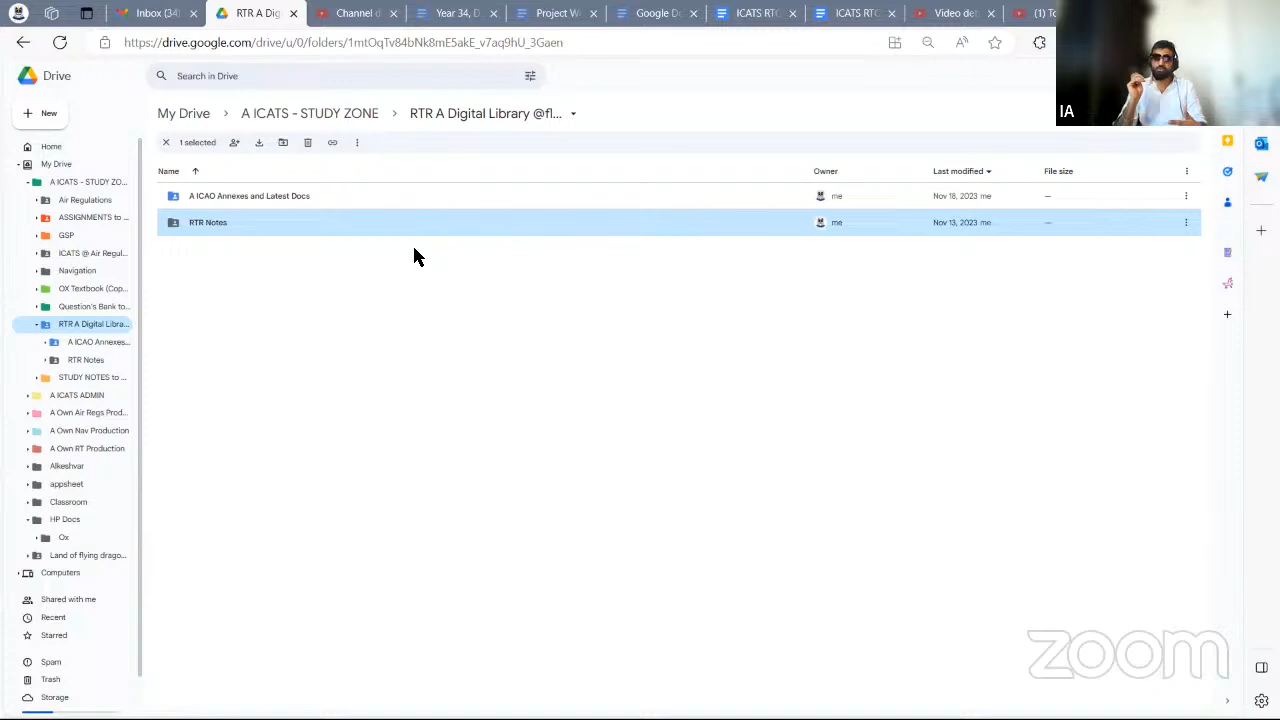 Inbox (34)
RTR A Dig
Channel c
Year34, D
Project W
Google Do
ICATS RTC
ICATS RTC
Video det
(1) To
https://drive.google.com/drive/u/0/folders/
Drive
Search in Drive
New
My Drive > A ICATS - STUDY ZONE > RTR A Digital Library @fl...
IA
1 selected
Name
Owner
Last modified
File size
A ICAO Annexes and Latest Docs
me
Nov 18, 2023 me
—
RTR Notes
me
Nov 13, 2023 me
—
Home
My Drive
A ICATS - STUDY ZO...
Air Regulations
ASSIGNMENTS to ...
GSP
ICATS @ Air Regul...
Navigation
OX Textbook (Cop...
Question's Bank to...
RTR A Digital Libra...
A ICAO Annexes...
RTR Notes
STUDY NOTES to ...
A ICATS ADMIN
A Own Air Regs Prod...
A Own Nav Production
A Own RT Production
Alkeshvar
appsheet
Classroom
HP Docs
Ox
Land of flying drago...
Computers
Shared with me
Recent
Starred
Spam
Trash
Storage
zoom